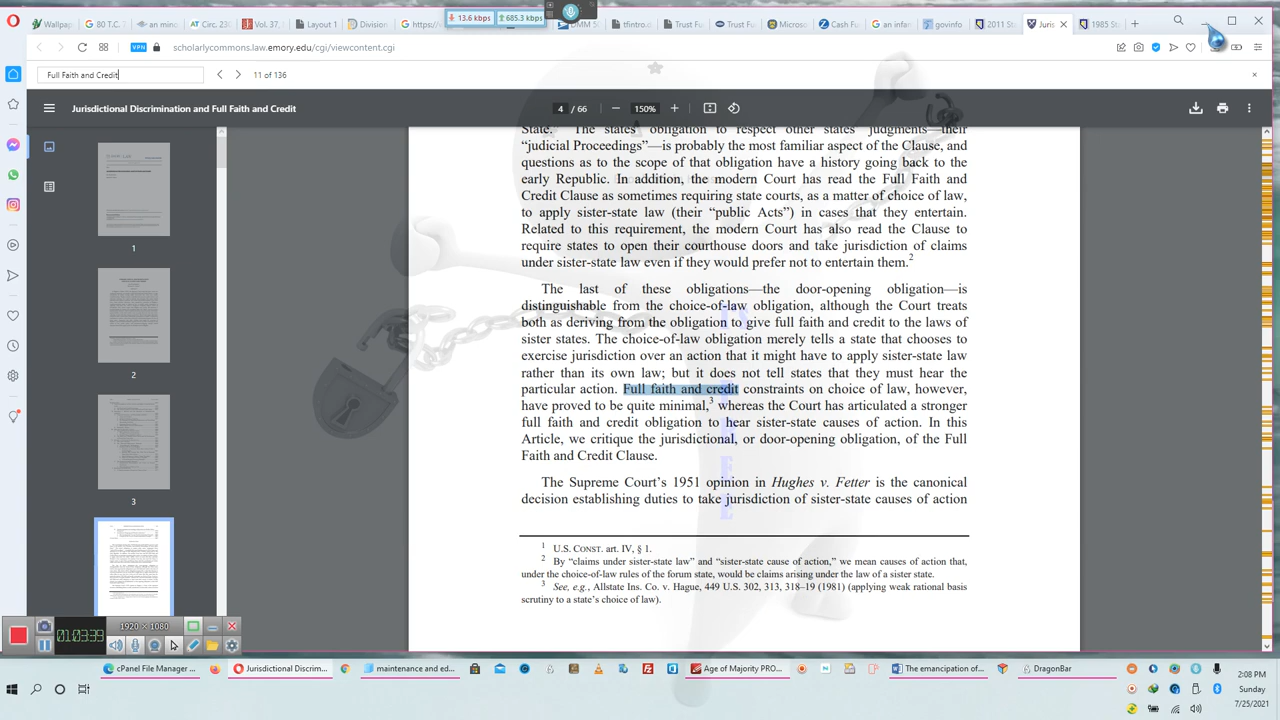 Wallpap
80 T.C.
an mino
Circ. 23
Vol. 37,
Layout 1
Division
https://
13.6 kbps
685.3 kbps
DMM 50
tfintro.c
Trust Fu
Trust Fun
Microso
Cash Fu
an infan
govinfo
2011 Sta
Juris
1985 Sta
VPN
scholarlycommons.law.emory.edu/cgi/viewcontent.cgi
Full Faith and Credit
11 of 136
Jurisdictional Discrimination and Full Faith and Credit
4 / 66
150%
State. The states' obligation to respect other states' judgments—their
"judicial Proceedings"—is probably the most familiar aspect of the Clause, and
questions as to the scope of that obligation have a history going back to the
early Republic. In addition, the modern Court has read the Full Faith and
Credit Clause as sometimes requiring state courts, as a matter of choice of law,
to apply sister-state law (their "public Acts") in cases that they entertain.
Related to this requirement, the modern Court has also read the Clause to
require states to open their courthouse doors and take jurisdiction of claims
under sister-state law even if they would prefer not to entertain them.2
The last of these obligations—the door-opening obligation—is
distinguishable from the choice-of-law obligation, although the Court treats
both as deriving from the obligation to give full faith and credit to the laws of
sister states. The choice-of-law obligation merely tells a state that chooses to
exercise jurisdiction over an action that it might have to apply sister-state law
rather than its own law; but it does not tell states that they must hear the
particular action. Full faith and credit constraints on choice of law, however,
have proved to be quite minimal,3 whereas the Court has articulated a stronger
full faith and credit obligation to hear sister-state causes of action. In this
Article, we critique the jurisdictional, or door-opening obligation, of the Full
Faith and Credit Clause.
The Supreme Court's 1951 opinion in Hughes v. Fetter is the canonical
decision establishing duties to take jurisdiction of sister-state causes of action
1 U.S. CONST. art. IV, § 1.
2 By "claims under sister-state law" and "sister-state cause of action," we mean causes of action that,
under the choice-of-law rules of the forum state, would be claims arising under the law of a sister state.
3 See, e.g., Allstate Ins. Co. v. Hague, 449 U.S. 302, 313, 318–19 (1981) (applying weak rational basis
scrutiny to a state's choice of law).
1
2
3
1920 × 1080
01:03:39
cPanel File Manager ...
Jurisdictional Discrim...
maintenance and ed...
Age of Majority PRO...
The emancipation of...
DragonBar
2:08 PM
Sunday
7/25/2021